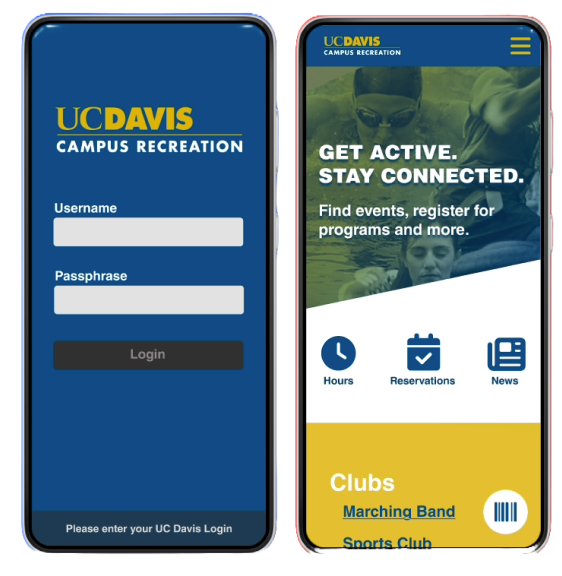 UCDAVIS
CAMPUS RECREATION
Username
Passphrase
Login
Please enter your UC Davis Login
UCDAVIS
CAMPUS RECREATION
GET ACTIVE.
STAY CONNECTED.
Find events, register for
programs and more.
Hours
Reservations
News
Clubs
Marching Band
Sports Club